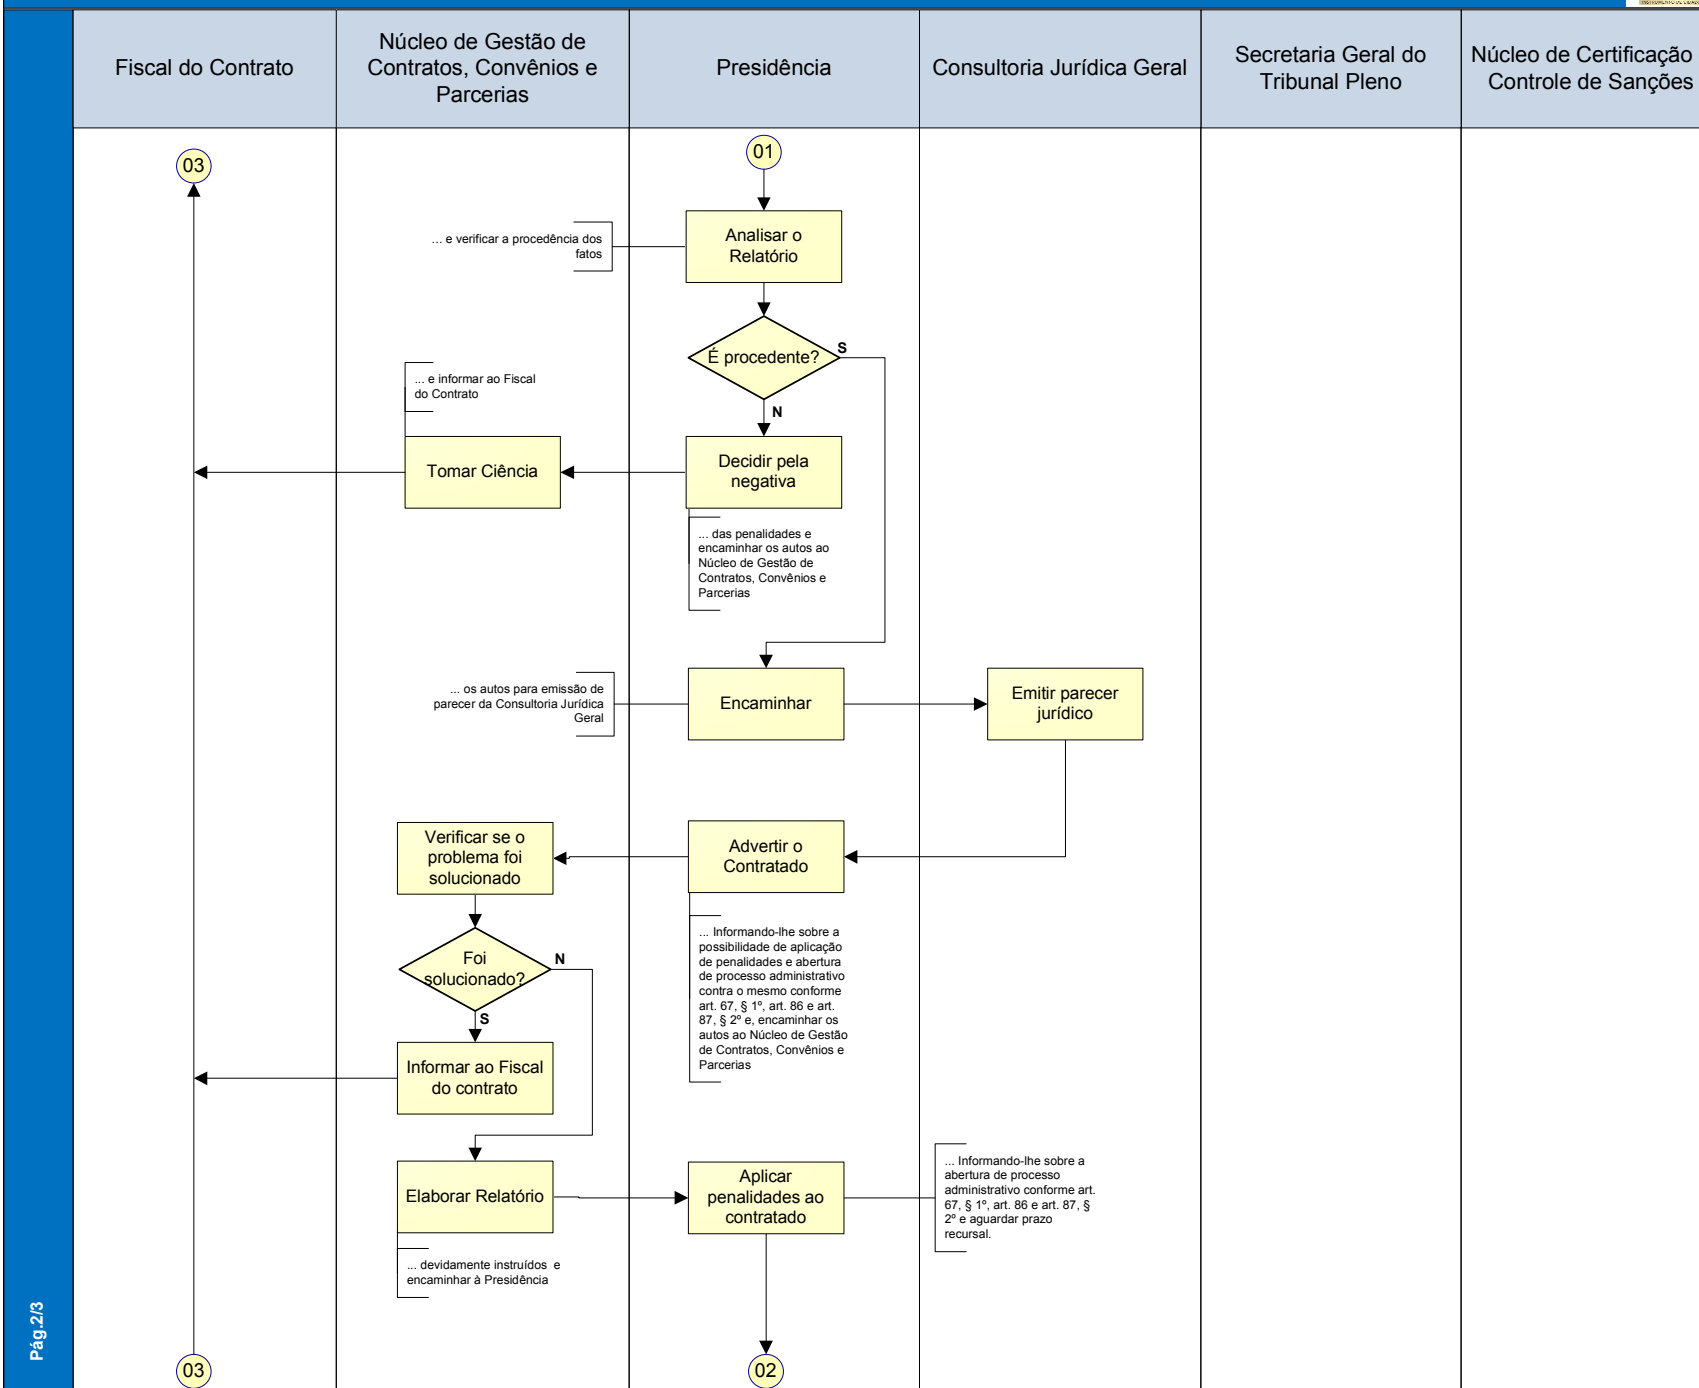 Fiscal do Contrato
Núcleo de Gestão de
Contratos, Convênios e
Parcerias
Presidência
Consultoria Jurídica Geral
Secretaria Geral do
Tribunal Pleno
Núcleo de Certificação
Controle de Sanções
03
01
Analisar o
Relatório
... e verificar a procedência dos
fatos
É procedente?
S
N
... e informar ao Fiscal
do Contrato
Tomar Ciência
Decidir pela
negativa
... das penalidades e
encaminhar os autos ao
Núcleo de Gestão de
Contratos, Convênios e
Parcerias
... os autos para emissão de
parecer da Consultoria Jurídica
Geral
Encaminhar
Emitir parecer
jurídico
Verificar se o
problema foi
solucionado
Advertir o
Contratado
... Informando-lhe sobre a
possibilidade de aplicação
de penalidades e abertura
de processo administrativo
contra o mesmo conforme
art. 67, § 1º, art. 86 e art.
87, § 2º e, encaminhar os
autos ao Núcleo de Gestão
de Contratos, Convênios e
Parcerias
Foi
solucionado?
N
S
Informar ao Fiscal
do contrato
Elaborar Relatório
... devidamente instruídos e
encaminhar à Presidência
Aplicar
penalidades ao
contratado
... Informando-lhe sobre a
abertura de processo
administrativo conforme art.
67, § 1º, art. 86 e art. 87, §
2º e aguardar prazo
recursal.
Pág.2/3
03
02